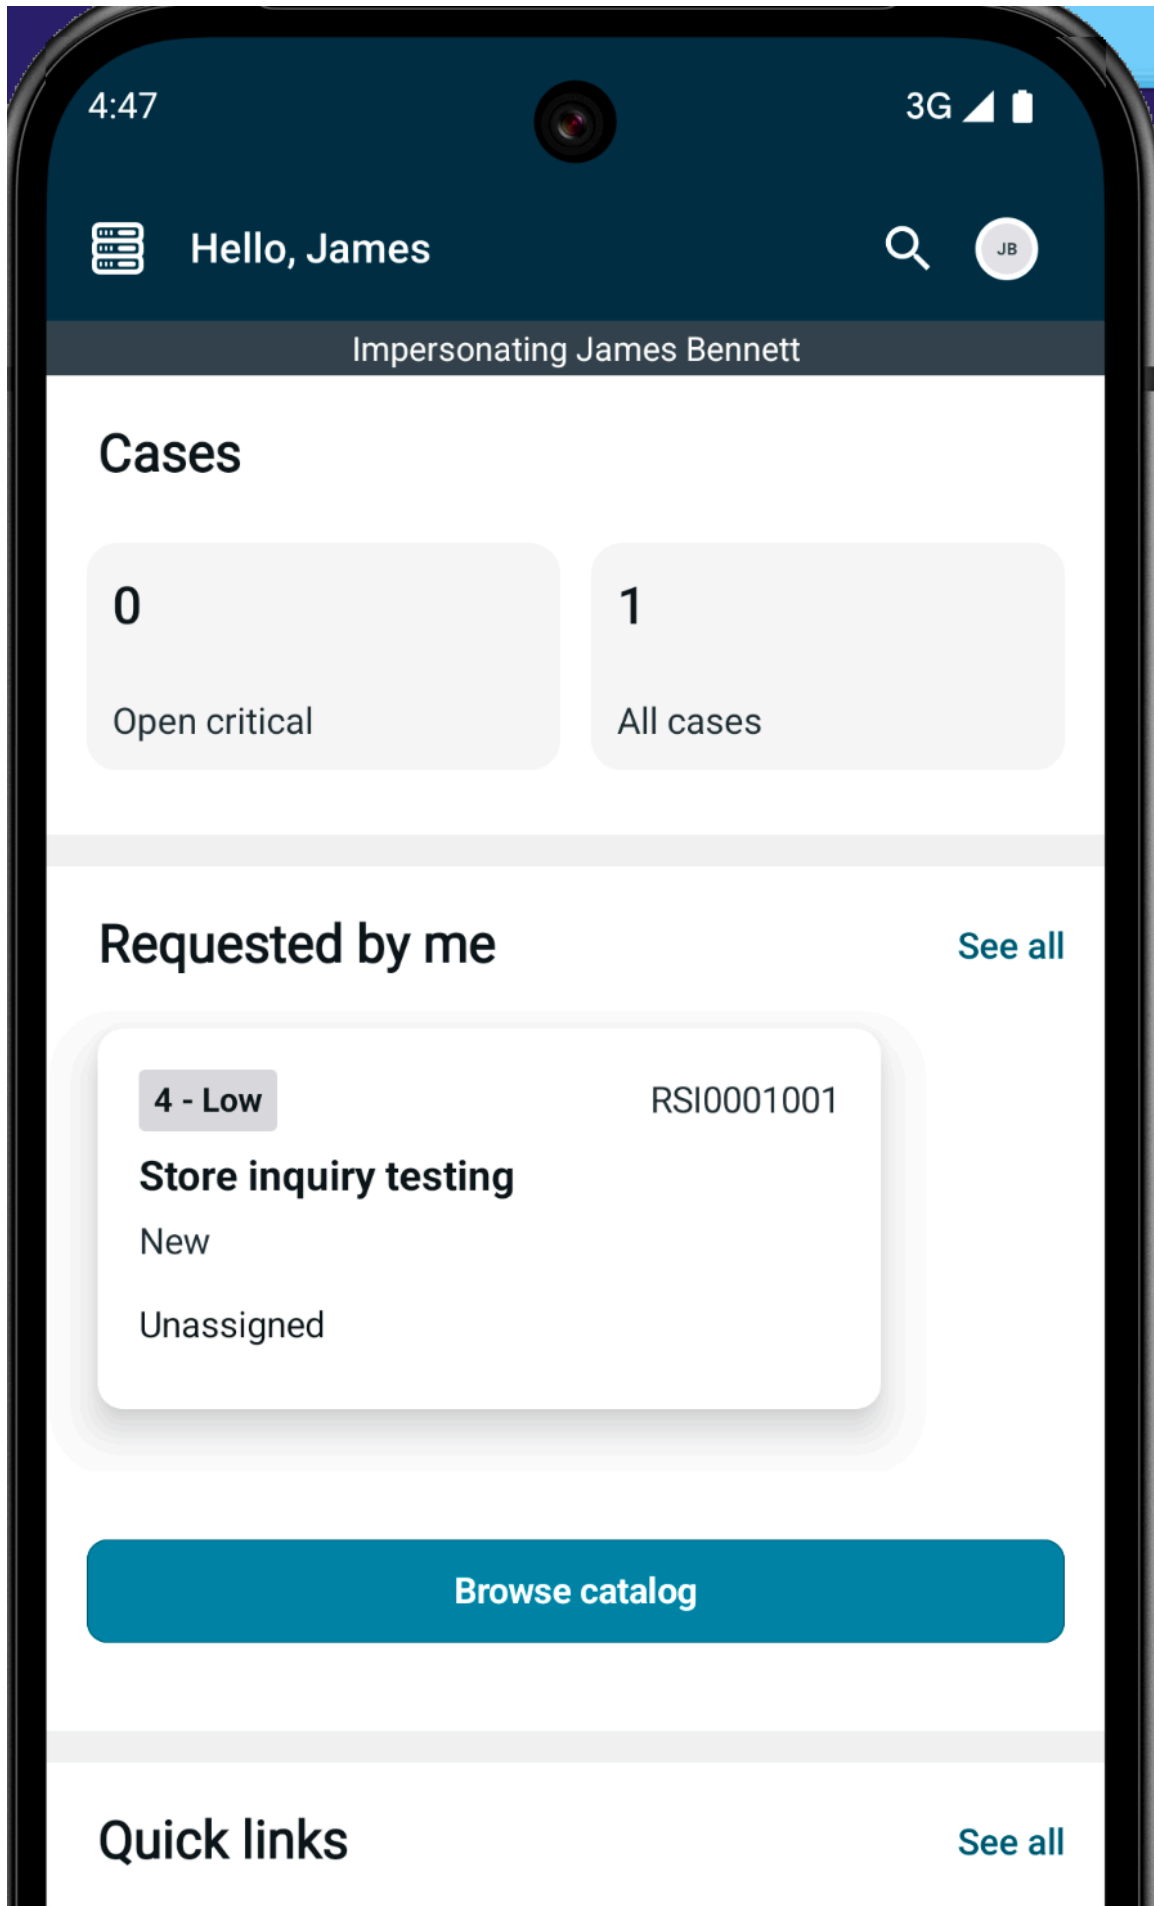 4:47
3G
Hello, James
JB
Impersonating James Bennett
Cases
0
1
Open critical
All cases
Requested by me
See all
4 - Low
RSI0001001
Store inquiry testing
New
Unassigned
Browse catalog
Quick links
See all